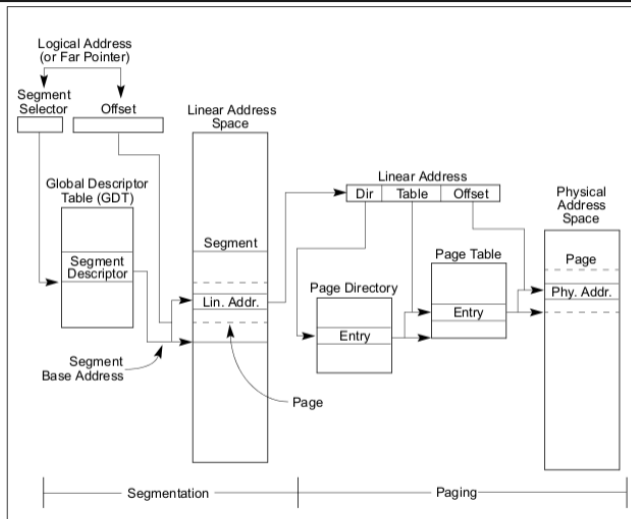 Logical Address
(or Far Pointer)
Segment
Selector
Offset
Linear Address
Space
Global Descriptor
Table (GDT)
Segment
Descriptor
Segment
Lin. Addr.
Segment
Base Address
Page
Linear Address
Dir
Table
Offset
Physical
Address
Space
Page Directory
Entry
Page Table
Entry
Page
Phy. Addr.
Segmentation
Paging